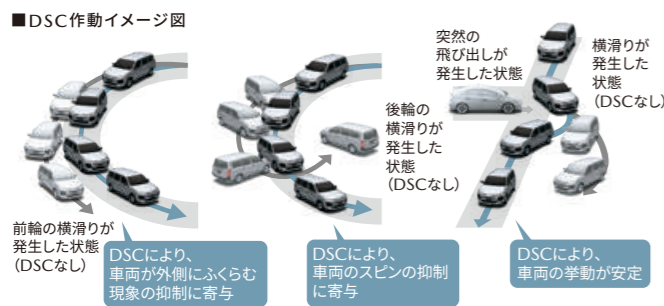 ■DSC作動イメージ図
前輪の横滑りが
発生した状態
(DSCなし)
DSCにより、
車両が外側にふくらむ
現象の抑制に寄与
後輪の
横滑りが
発生した
状態
(DSCなし)
DSCにより、
車両のスピンの抑制
に寄与
突然の
飛び出しが
発生した状態
横滑りが
発生した
状態
(DSCなし)
DSCにより、
車両の挙動が安定